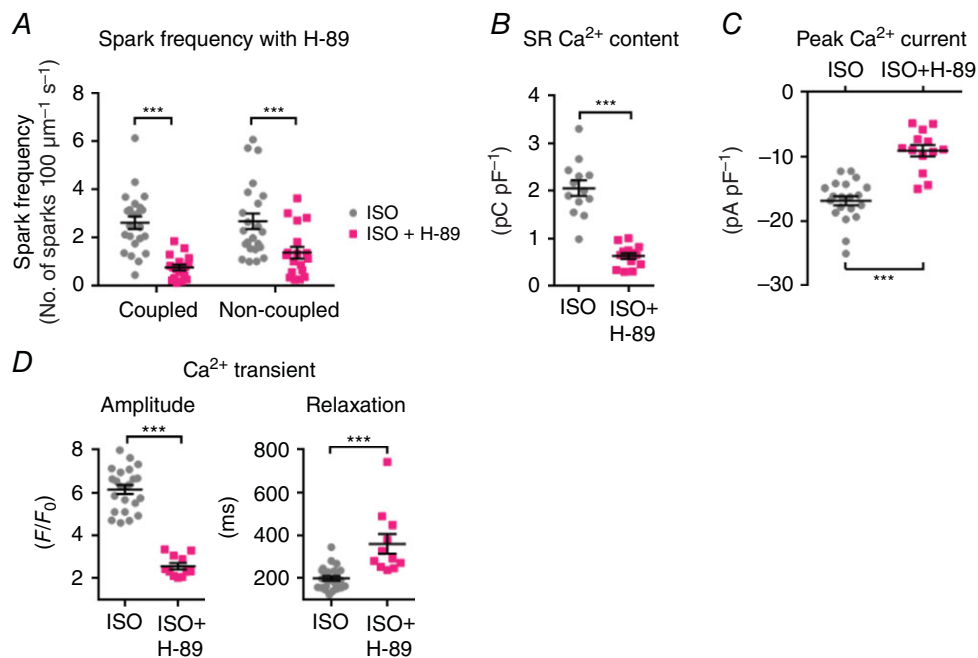 A
Spark frequency with H-89
Spark frequency
(No. of sparks 100 μm⁻¹ s⁻¹)
8
6
4
2
0
***
***
Coupled
Non-coupled
ISO
ISO + H-89
B
SR Ca²⁺ content
(pC pF⁻¹)
4
3
2
1
0
***
ISO
ISO+
H-89
C
Peak Ca²⁺ current
ISO
ISO+H-89
(pA pF⁻¹)
0
−10
−20
−30
***
D
Ca²⁺ transient
Amplitude
(F/F₀)
8
6
4
2
***
ISO
ISO+
H-89
Relaxation
(ms)
800
600
400
200
***
ISO
ISO+
H-89